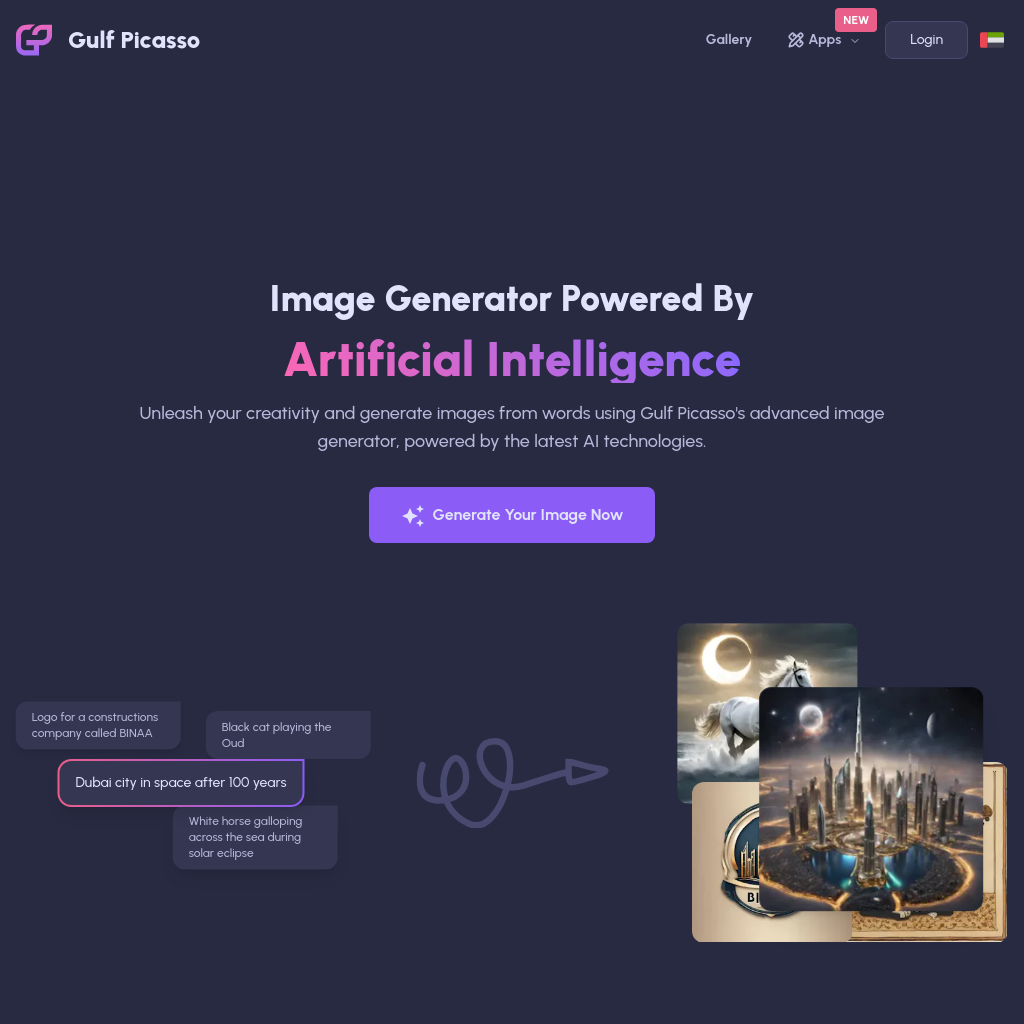 Gulf Picasso
Gallery
Apps
NEW
Login
Image Generator Powered By
Artificial Intelligence
Unleash your creativity and generate images from words using Gulf Picasso's advanced image
generator, powered by the latest AI technologies.
Generate Your Image Now
Logo for a constructions
company called BINAA
Black cat playing the
Oud
Dubai city in space after 100 years
White horse galloping
across the sea during
solar eclipse